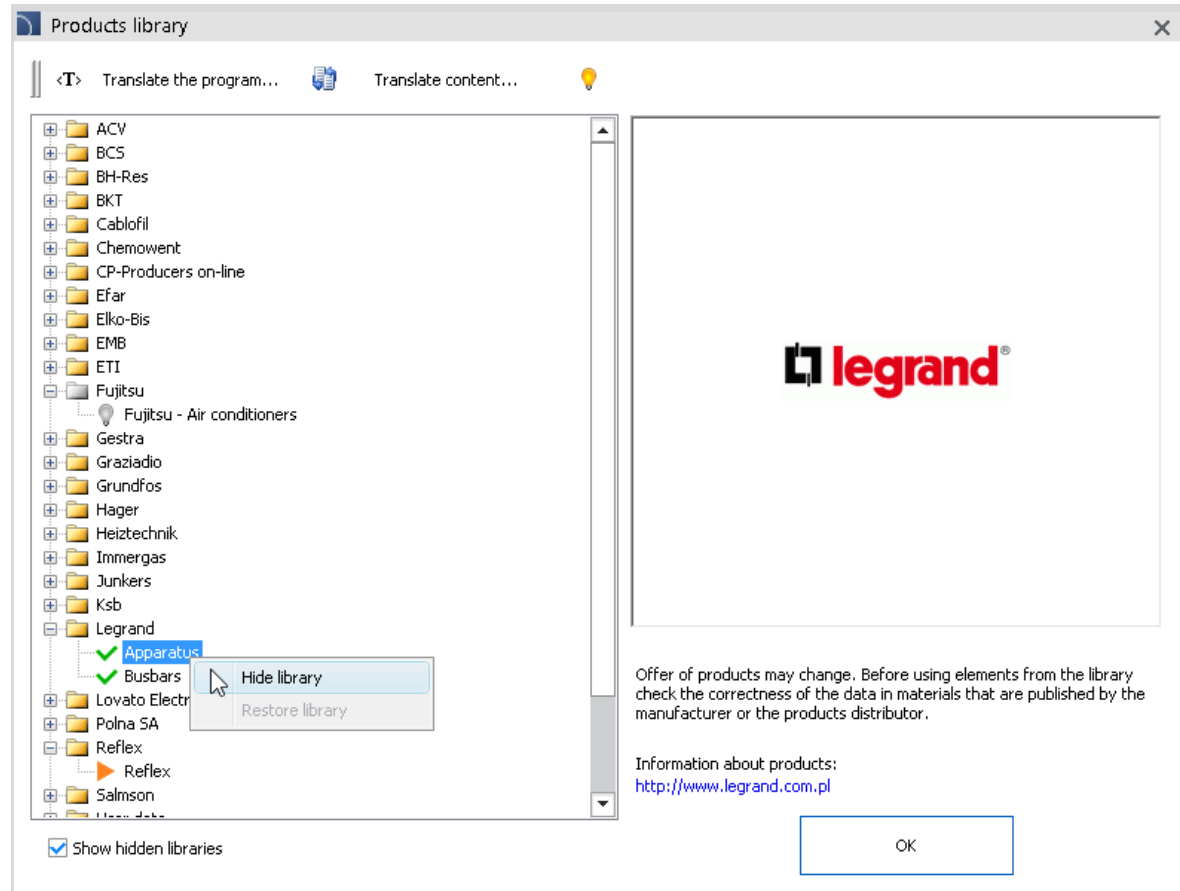 Products library
<T> Translate the program... Translate content...
ACV
BCS
BH-Res
BKT
Cablofil
Chemowent
CP-Producers on-line
Efar
Elko-Bis
EMB
ETI
Fujitsu
Fujitsu - Air conditioners
Gestra
Graziadio
Grundfos
Hager
Heiztechnik
Immergas
Junkers
Ksb
Legrand
Apparatus
Busbars
Hide library
Lovato Electr
Restore library
Polna SA
Reflex
Reflex
Salmson
Show hidden libraries
legrand®
Offer of products may change. Before using elements from the library
check the correctness of the data in materials that are published by the
manufacturer or the products distributor.
Information about products:
http://www.legrand.com.pl
OK